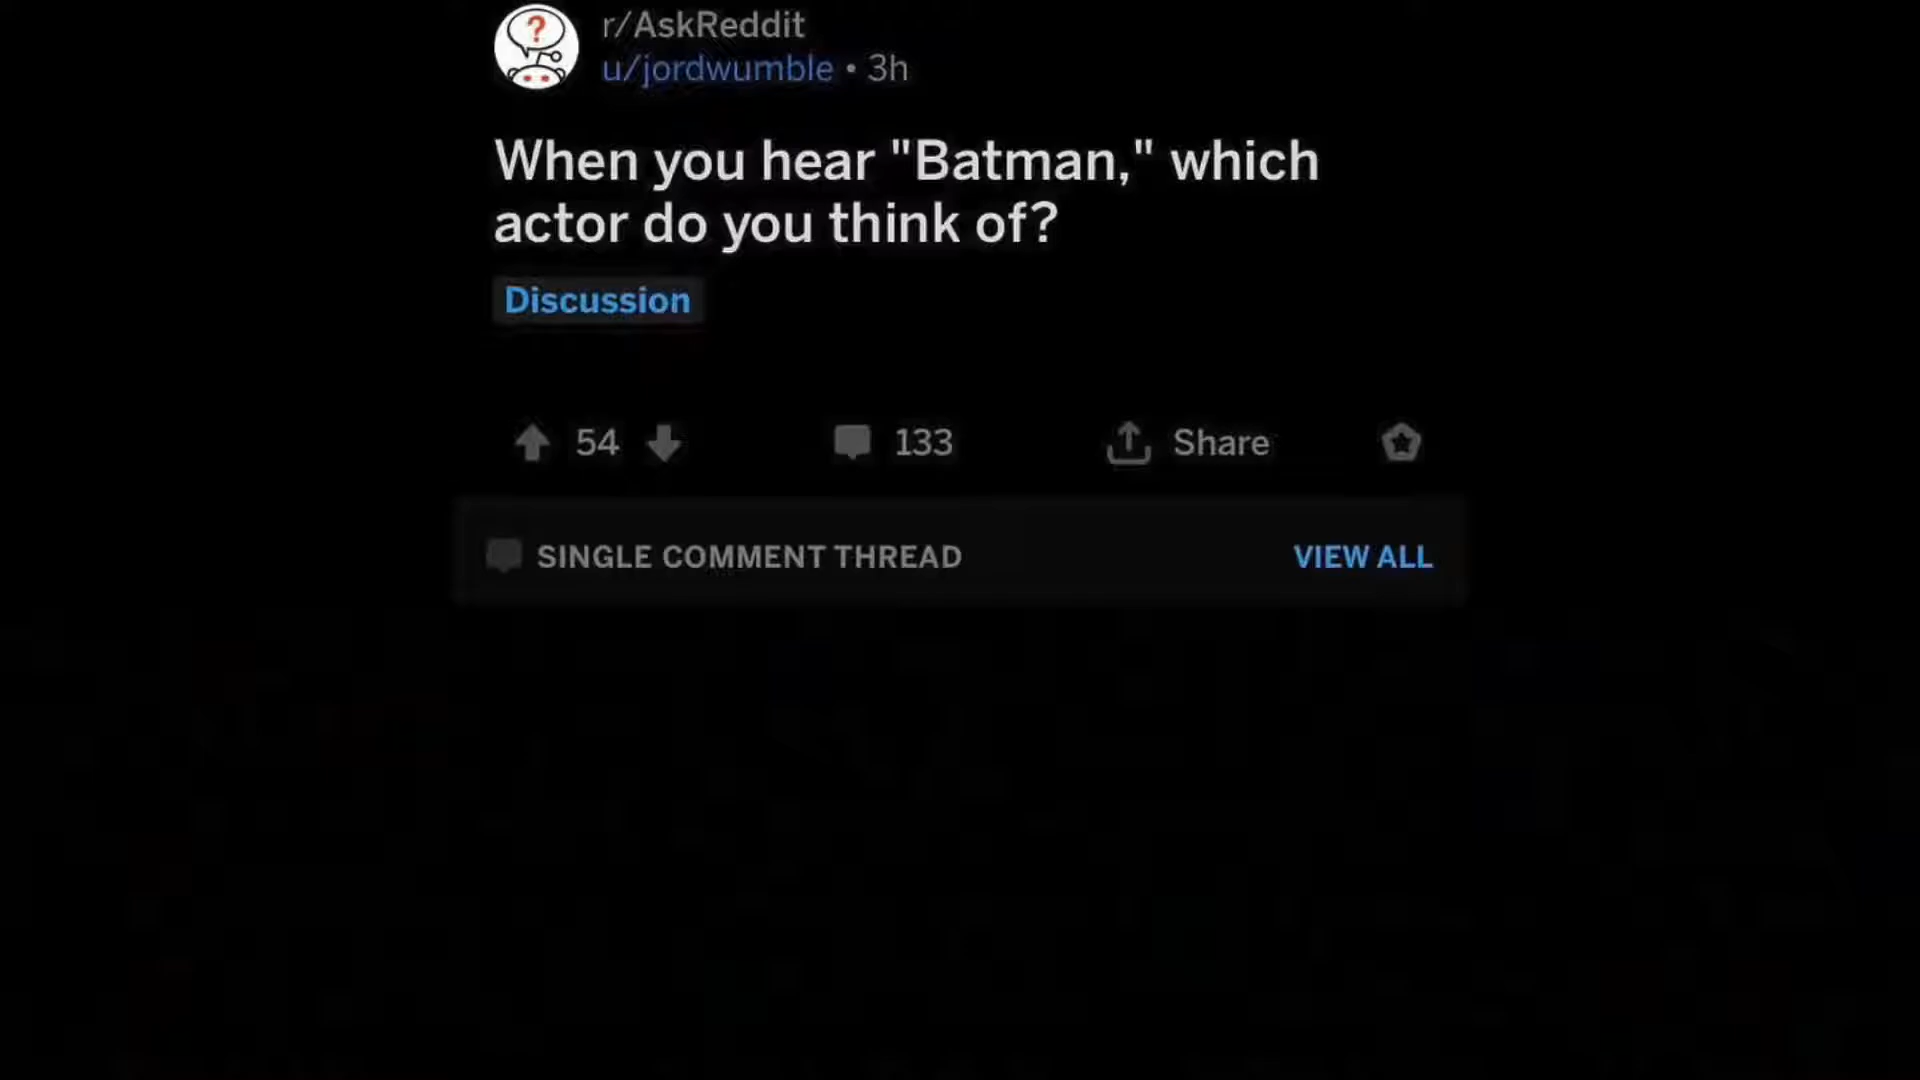 r/AskReddit
u/jordwumble • 3h
When you hear "Batman," which
actor do you think of?
Discussion
54
133
Share
SINGLE COMMENT THREAD
VIEW ALL